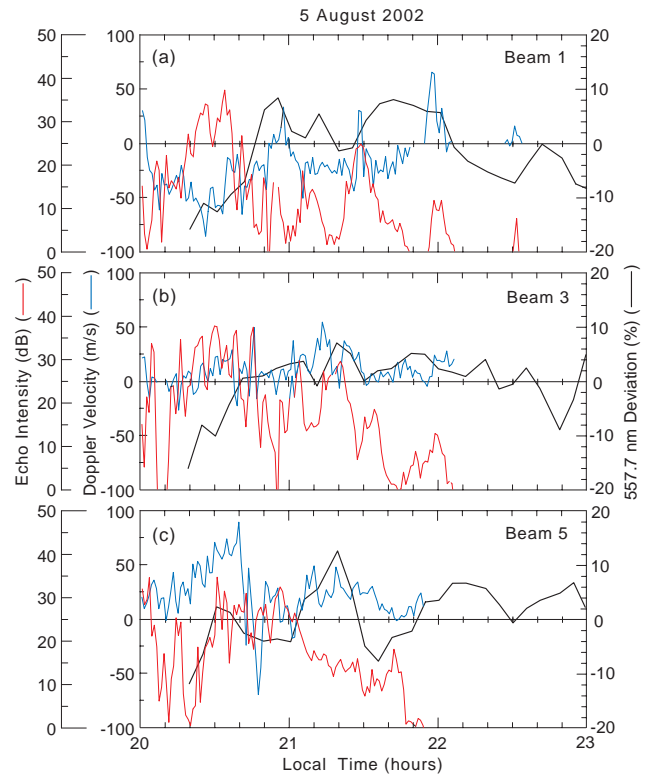 5 August 2002
50 100 (a) Beam 1 20
40 50 10
30
0 0
20
-50 -10
10
0 -100 -20
50 100 (b) Beam 3 20
40 50 10
30
0 0
20
-50 -10
10
0 -100 -20
50 100 (c) Beam 5 20
40 50 10
30
0 0
20
-50 -10
10
0 -100 -20
20 21 22 23
Local Time (hours)
Echo Intensity (dB) ( )
Doppler Velocity (m/s) ( )
557.7 nm Deviation (%) ( )